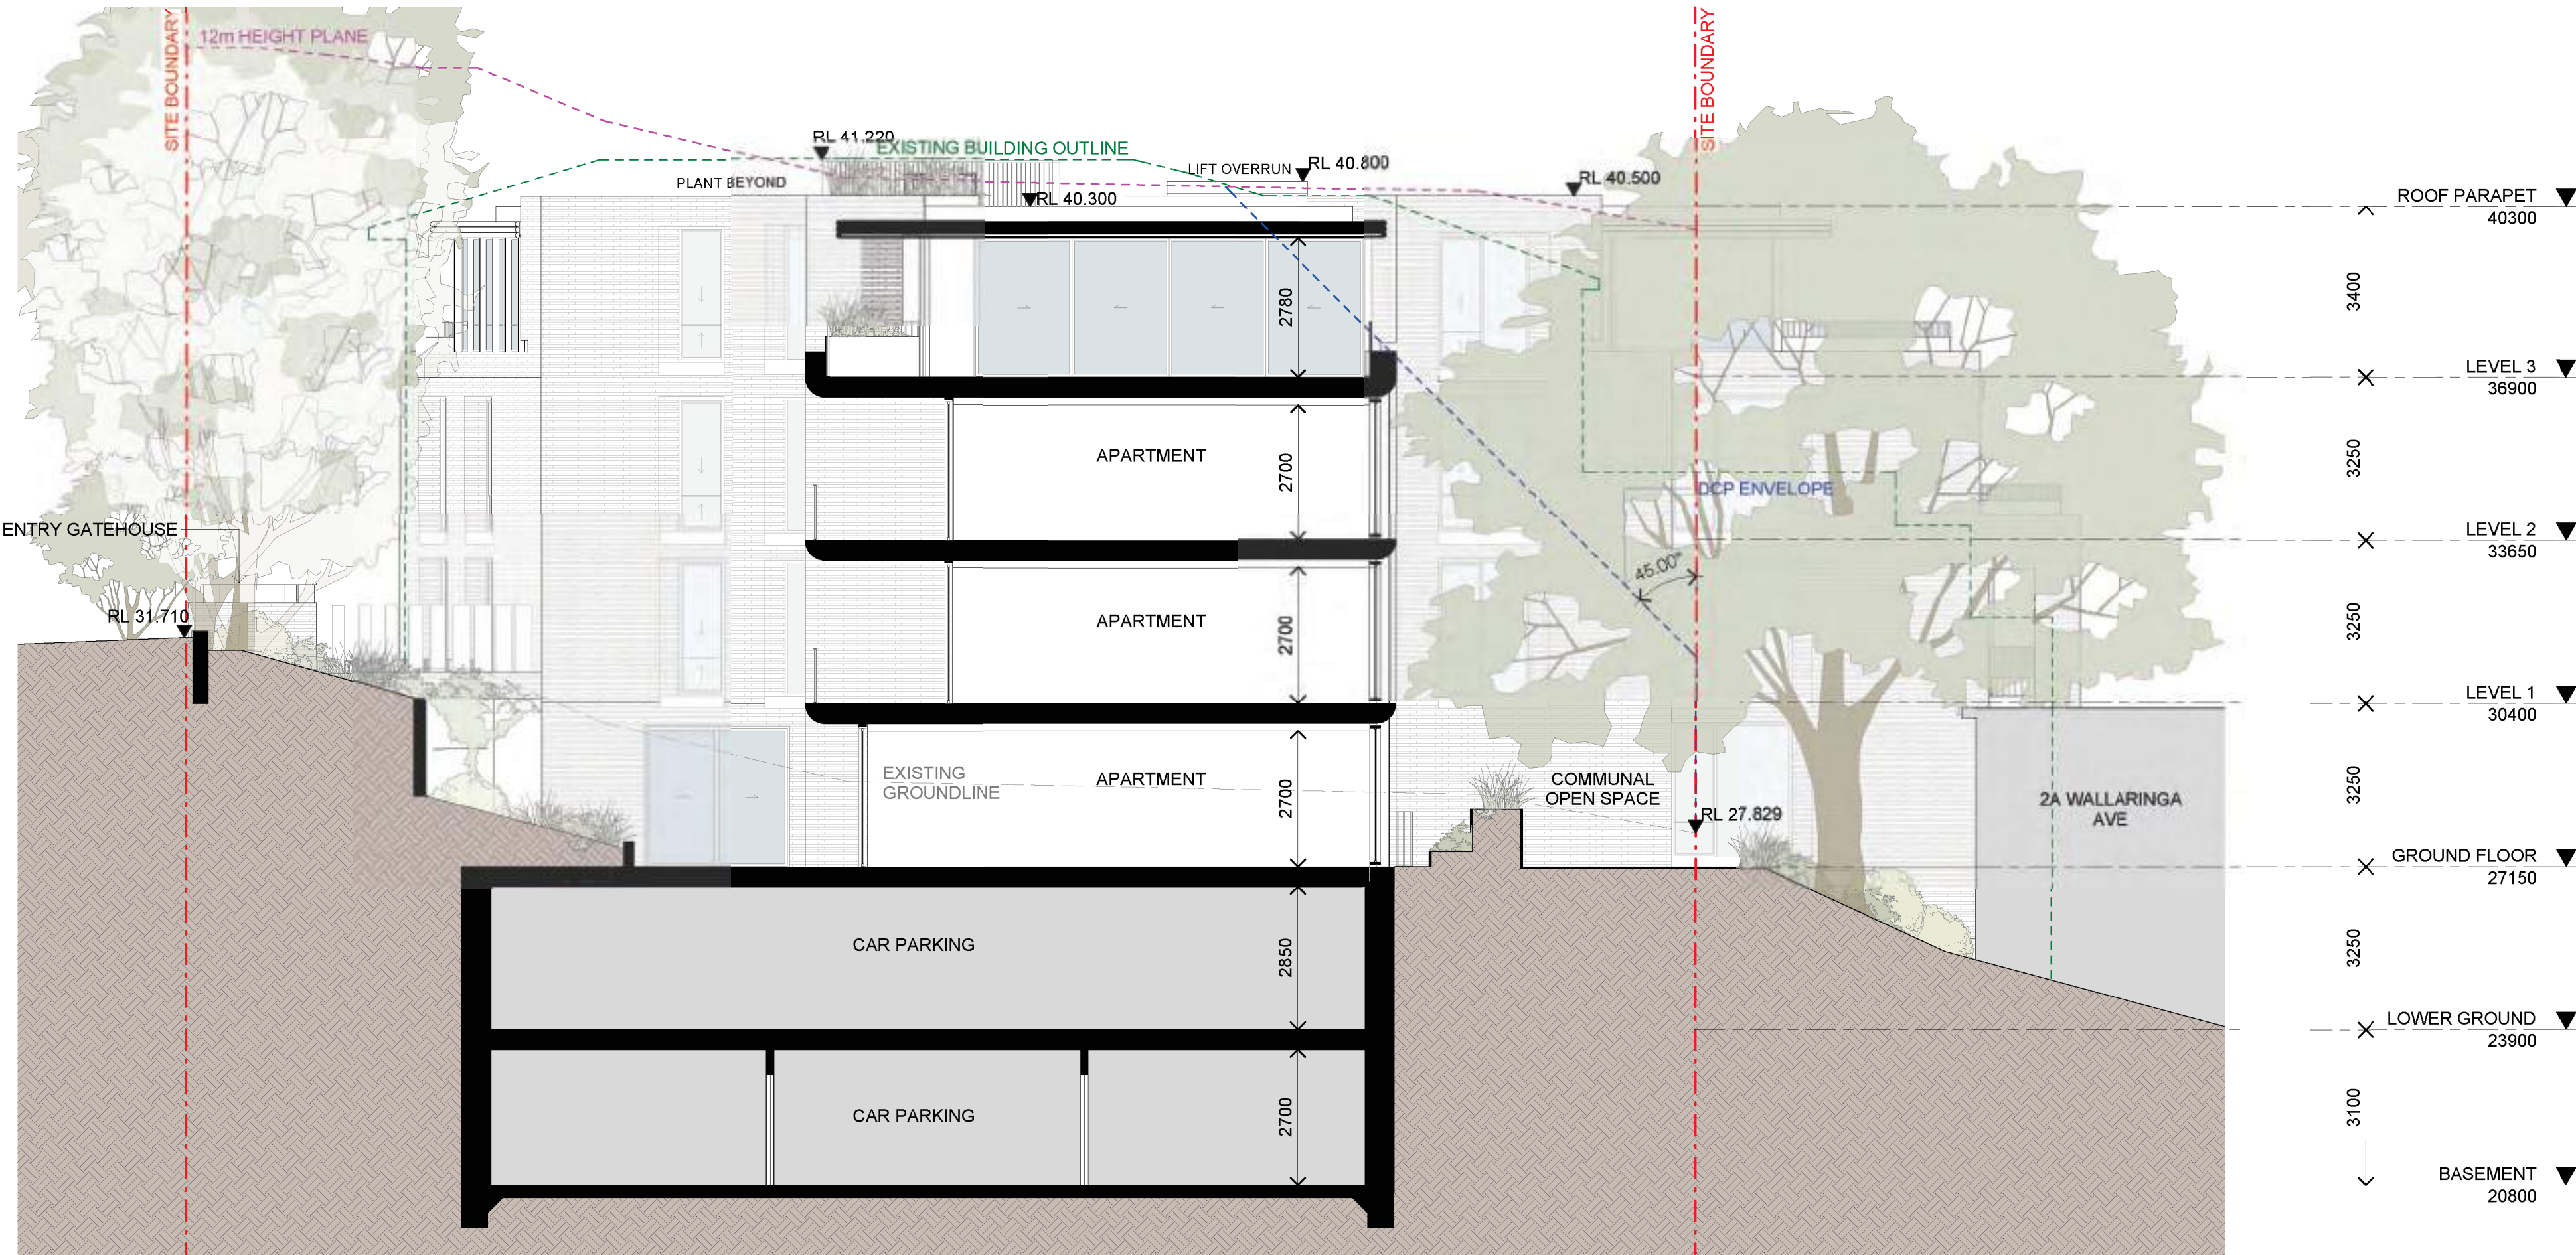 SITE BOUNDARY
12m HEIGHT PLANE
SITE BOUNDARY
RL 41.220
EXISTING BUILDING OUTLINE
PLANT BEYOND
LIFT OVERRUN
RL 40.800
RL 40.300
RL 40.500
ROOF PARAPET
40300
3400
2780
LEVEL 3
36900
APARTMENT
2700
3250
DCP ENVELOPE
ENTRY GATEHOUSE
LEVEL 2
33650
45.00°
RL 31.710
APARTMENT
2700
3250
LEVEL 1
30400
EXISTING
GROUNDLINE
APARTMENT
2700
COMMUNAL
OPEN SPACE
RL 27.829
2A WALLARINGA
AVE
3250
GROUND FLOOR
27150
CAR PARKING
2850
3250
LOWER GROUND
23900
CAR PARKING
2700
3100
BASEMENT
20800